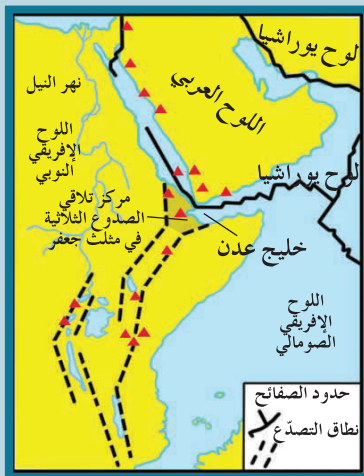 لوح يوراشيا
اللوح العربي
نهر النيل
اللوح
الإفريقي
النوبي
لوح يوراشيا
مركز تلاقي
الصدوع الثلاثية
في مثلث جعفر
خليج عدن
اللوح
الإفريقي
الصومالي
حدود الصفائح
نطاق التصدّع